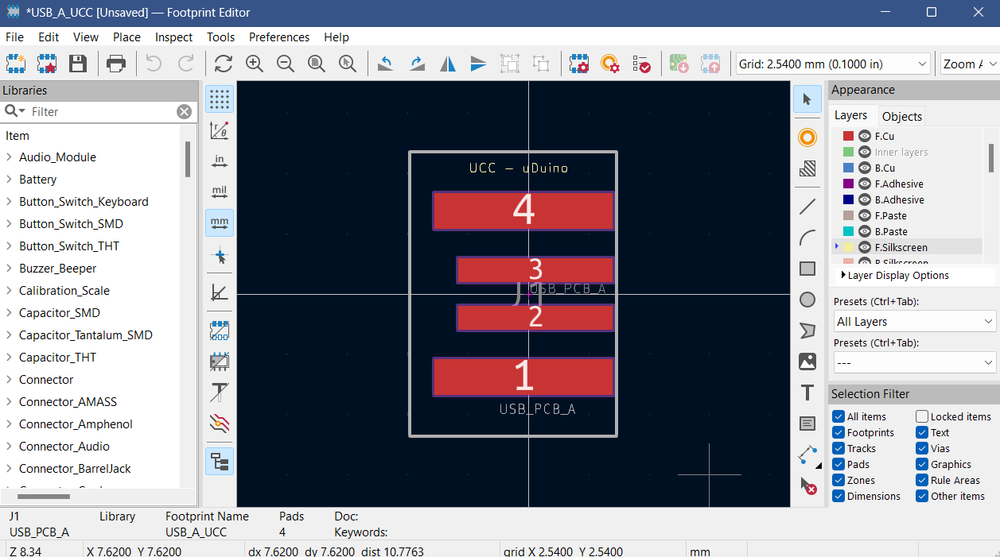 *USB_A_UCC [Unsaved] — Footprint Editor
File Edit View Place Inspect Tools Preferences Help
Grid: 2.5400 mm (0.1000 in) Zoom
Libraries
Filter
Item
Audio_Module
Battery
Button_Switch_Keyboard
Button_Switch_SMD
Button_Switch_THT
Buzzer_Beeper
Calibration_Scale
Capacitor_SMD
Capacitor_Tantalum_SMD
Capacitor_THT
Connector
Connector_AMASS
Connector_Amphenol
Connector_Audio
Connector_BarrelJack
r
θ
in
mil
mm
UCC – uDuino
4
3
J1
USB_PCB_A
2
1
USB_PCB_A
T
Appearance
Layers Objects
F.Cu
Inner layers
B.Cu
F.Adhesive
B.Adhesive
F.Paste
B.Paste
F.Silkscreen
B.Silkscreen
Layer Display Options
Presets (Ctrl+Tab):
All Layers
Presets (Ctrl+Tab):
---
Selection Filter
All items Locked items
Footprints Text
Tracks Vias
Pads Graphics
Zones Rule Areas
Dimensions Other items
J1 Library Footprint Name Pads Doc:
USB_PCB_A USB_A_UCC 4 Keywords:
Z 8.34 X 7.6200 Y 7.6200 dx 7.6200 dy 7.6200 dist 10.7763 grid X 2.5400 Y 2.5400 mm